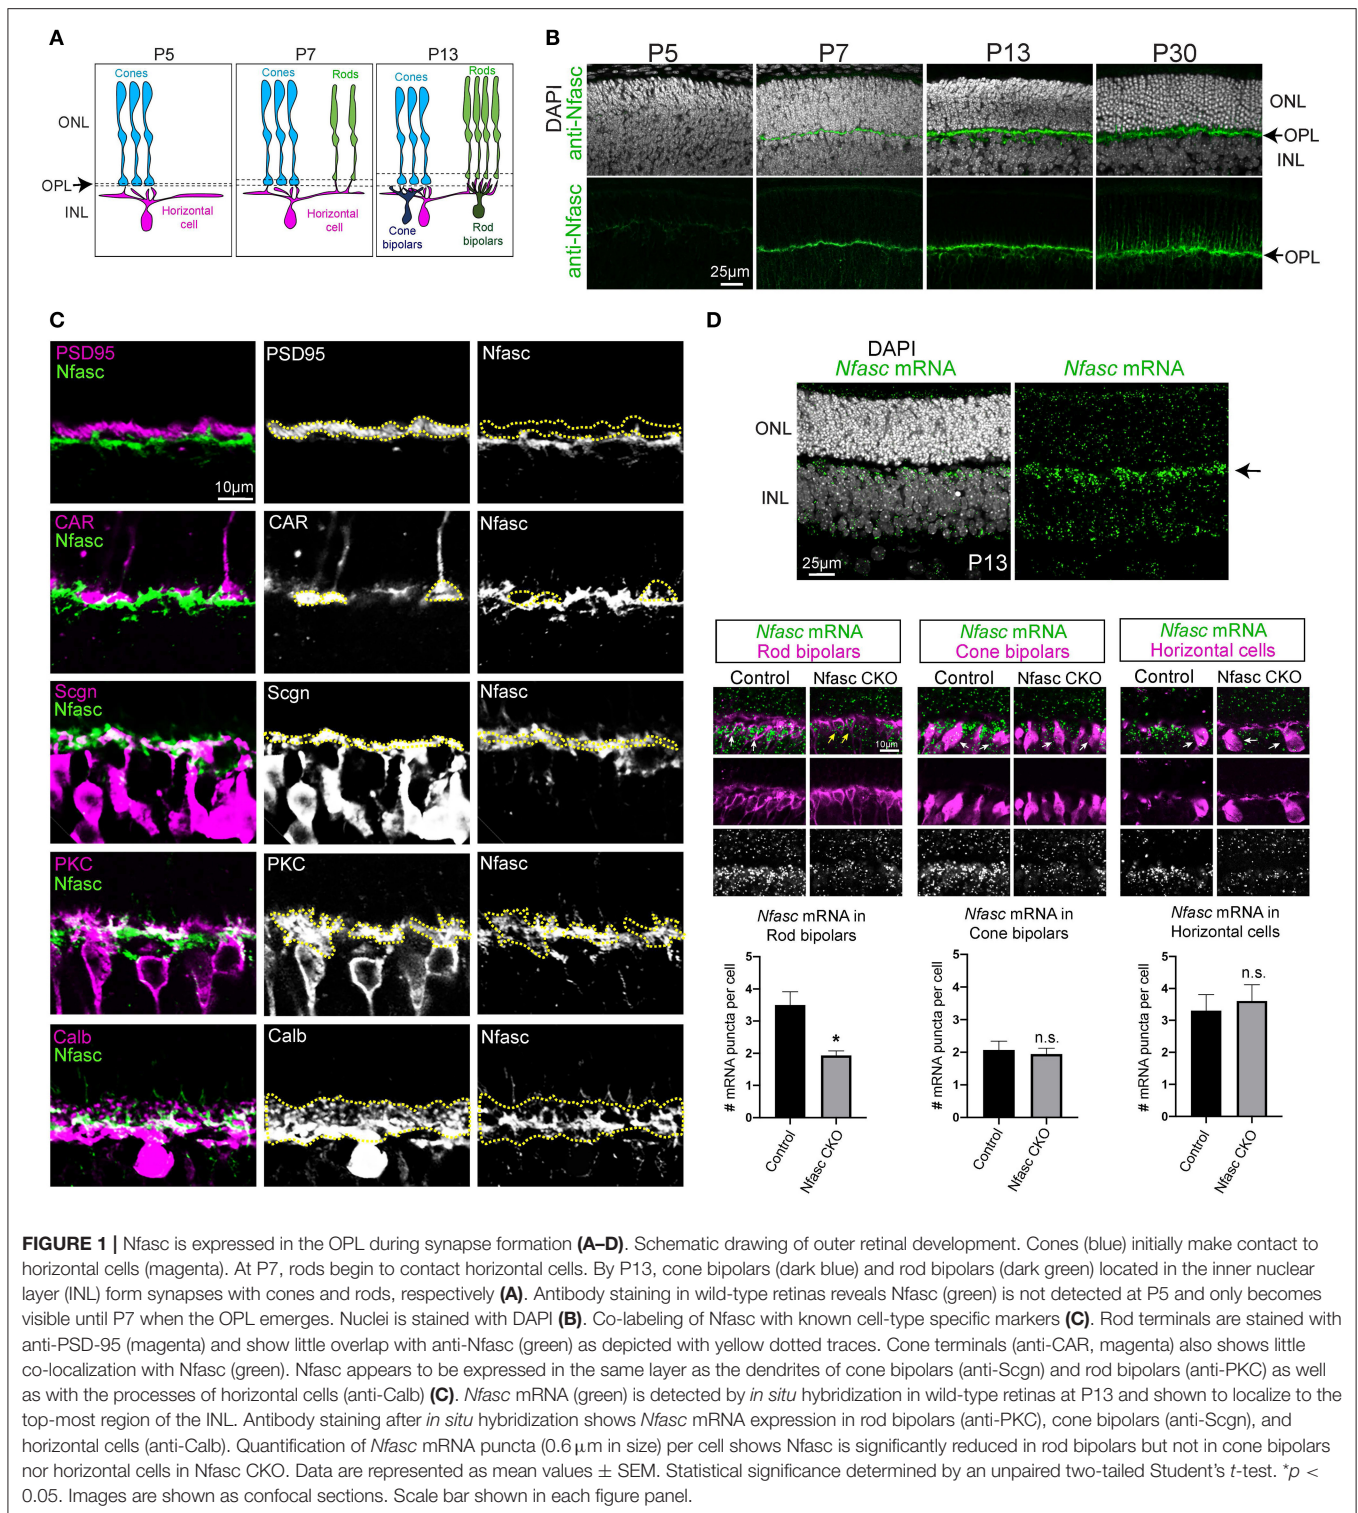 A
P5
P7
P13
Cones
Cones
Rods
Cones
Rods
ONL
OPL
INL
Horizontal
cell
Horizontal
cell
Cone
bipolars
Rod
bipolars
B
P5
P7
P13
P30
DAPI
anti-Nfasc
anti-Nfasc
ONL
OPL
INL
OPL
25µm
C
PSD95
Nfasc
PSD95
Nfasc
10µm
CAR
Nfasc
CAR
Nfasc
Scgn
Nfasc
Scgn
Nfasc
PKC
Nfasc
PKC
Nfasc
Calb
Nfasc
Calb
Nfasc
D
DAPI
Nfasc mRNA
Nfasc mRNA
ONL
INL
25µm
P13
Nfasc mRNA
Rod bipolars
Nfasc mRNA
Cone bipolars
Nfasc mRNA
Horizontal cells
Control
Nfasc CKO
Control
Nfasc CKO
Control
Nfasc CKO
10µm
Nfasc mRNA in
Rod bipolars
# mRNA puncta per cell
5
4
3
2
1
0
*
Control
Nfasc CKO
Nfasc mRNA in
Cone bipolars
# mRNA puncta per cell
5
4
3
2
1
0
n.s.
Control
Nfasc CKO
Nfasc mRNA in
Horizontal cells
# mRNA puncta per cell
5
4
3
2
1
0
n.s.
Control
Nfasc CKO
FIGURE 1 | Nfasc is expressed in the OPL during synapse formation (A–D). Schematic drawing of outer retinal development. Cones (blue) initially make contact to
horizontal cells (magenta). At P7, rods begin to contact horizontal cells. By P13, cone bipolars (dark blue) and rod bipolars (dark green) located in the inner nuclear
layer (INL) form synapses with cones and rods, respectively (A). Antibody staining in wild-type retinas reveals Nfasc (green) is not detected at P5 and only becomes
visible until P7 when the OPL emerges. Nuclei is stained with DAPI (B). Co-labeling of Nfasc with known cell-type specific markers (C). Rod terminals are stained with
anti-PSD-95 (magenta) and show little overlap with anti-Nfasc (green) as depicted with yellow dotted traces. Cone terminals (anti-CAR, magenta) also shows little
co-localization with Nfasc (green). Nfasc appears to be expressed in the same layer as the dendrites of cone bipolars (anti-Scgn) and rod bipolars (anti-PKC) as well
as with the processes of horizontal cells (anti-Calb) (C). Nfasc mRNA (green) is detected by in situ hybridization in wild-type retinas at P13 and shown to localize to the
top-most region of the INL. Antibody staining after in situ hybridization shows Nfasc mRNA expression in rod bipolars (anti-PKC), cone bipolars (anti-Scgn), and
horizontal cells (anti-Calb). Quantification of Nfasc mRNA puncta (0.6 µm in size) per cell shows Nfasc is significantly reduced in rod bipolars but not in cone bipolars
nor horizontal cells in Nfasc CKO. Data are represented as mean values ± SEM. Statistical significance determined by an unpaired two-tailed Student's t-test. *p <
0.05. Images are shown as confocal sections. Scale bar shown in each figure panel.